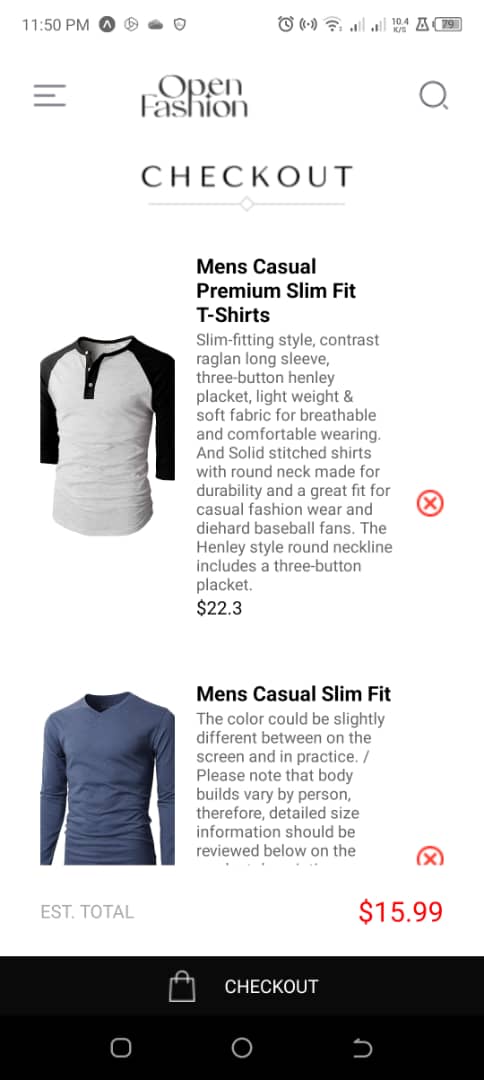 11:50 PM
10.4
K/S
79
Open
Fashion
CHECKOUT
Mens Casual
Premium Slim Fit
T-Shirts
Slim-fitting style, contrast
raglan long sleeve,
three-button henley
placket, light weight &
soft fabric for breathable
and comfortable wearing.
And Solid stitched shirts
with round neck made for
durability and a great fit for
casual fashion wear and
diehard baseball fans. The
Henley style round neckline
includes a three-button
placket.
$22.3
Mens Casual Slim Fit
The color could be slightly
different between on the
screen and in practice. /
Please note that body
builds vary by person,
therefore, detailed size
information should be
reviewed below on the
EST. TOTAL
$15.99
CHECKOUT